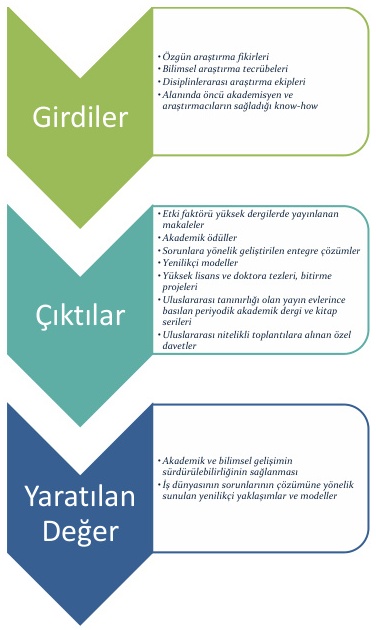 Girdiler
• Özgün araştırma fikirleri
• Bilimsel araştırma tecrübeleri
• Disiplinlerarası araştırma ekipleri
• Alanında öncü akademisyen ve
araştırmacıların sağladığı know-how
Çıktılar
• Etki faktörü yüksek dergilerde yayınlanan
makaleler
• Akademik ödüller
• Sorunlara yönelik geliştirilen entegre çözümler
• Yenilikçi modeller
• Yüksek lisans ve doktora tezleri, bitirme
projeleri
• Uluslararası tanınırlığı olan yayın evlerince
basılan periyodik akademik dergi ve kitap
serileri
• Uluslararası nitelikli toplantılara alınan özel
davetler
Yaratılan
Değer
• Akademik ve bilimsel gelişimin
sürdürülebilirliğinin sağlanması
• İş dünyasının sorunlarının çözümüne yönelik
sunulan yenilikçi yaklaşımlar ve modeller